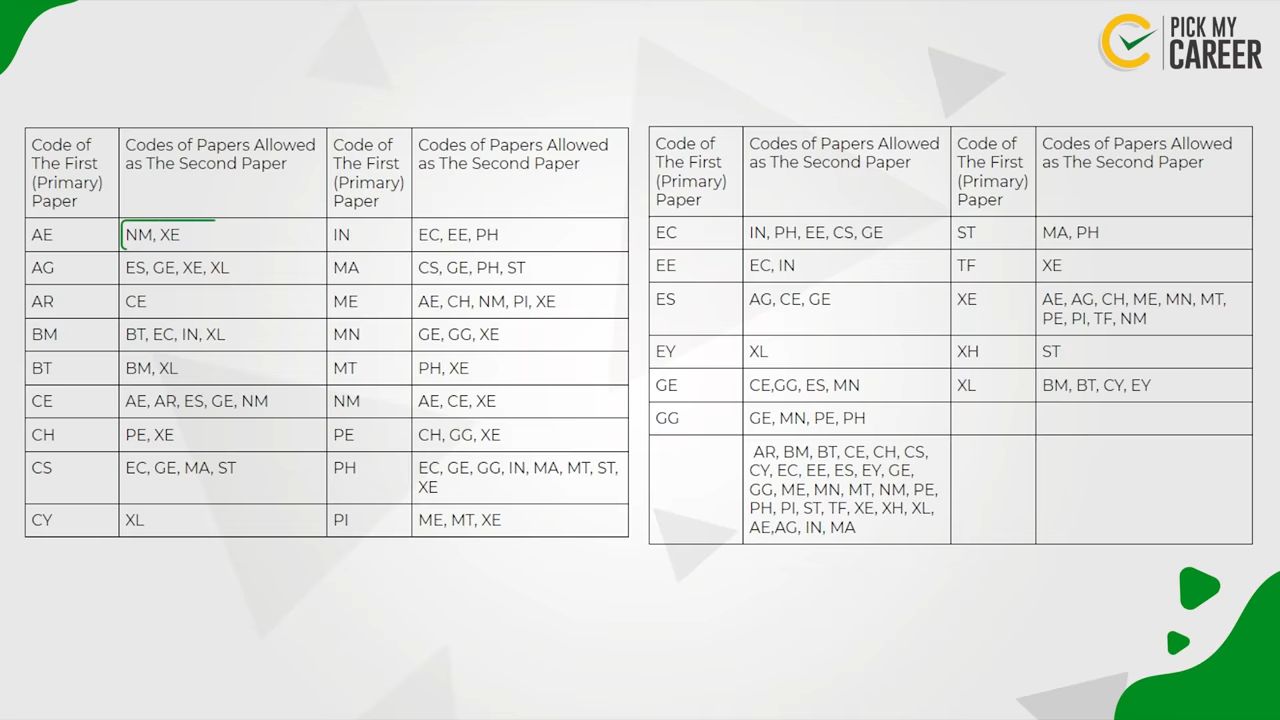 PICK MY
CAREER
Code of
The First
(Primary)
Paper
Codes of Papers Allowed
as The Second Paper
Code of
The First
(Primary)
Paper
Codes of Papers Allowed
as The Second Paper
AE
NM, XE
IN
EC, EE, PH
AG
ES, GE, XE, XL
MA
CS, GE, PH, ST
AR
CE
ME
AE, CH, NM, PI, XE
BM
BT, EC, IN, XL
MN
GE, GG, XE
BT
BM, XL
MT
PH, XE
CE
AE, AR, ES, GE, NM
NM
AE, CE, XE
CH
PE, XE
PE
CH, GG, XE
CS
EC, GE, MA, ST
PH
EC, GE, GG, IN, MA, MT, ST,
XE
CY
XL
PI
ME, MT, XE
Code of
The First
(Primary)
Paper
Codes of Papers Allowed
as The Second Paper
Code of
The First
(Primary)
Paper
Codes of Papers Allowed
as The Second Paper
EC
IN, PH, EE, CS, GE
ST
MA, PH
EE
EC, IN
TF
XE
ES
AG, CE, GE
XE
AE, AG, CH, ME, MN, MT,
PE, PI, TF, NM
EY
XL
XH
ST
GE
CE,GG, ES, MN
XL
BM, BT, CY, EY
GG
GE, MN, PE, PH
AR, BM, BT, CE, CH, CS,
CY, EC, EE, ES, EY, GE,
GG, ME, MN, MT, NM, PE,
PH, PI, ST, TF, XE, XH, XL,
AE,AG, IN, MA